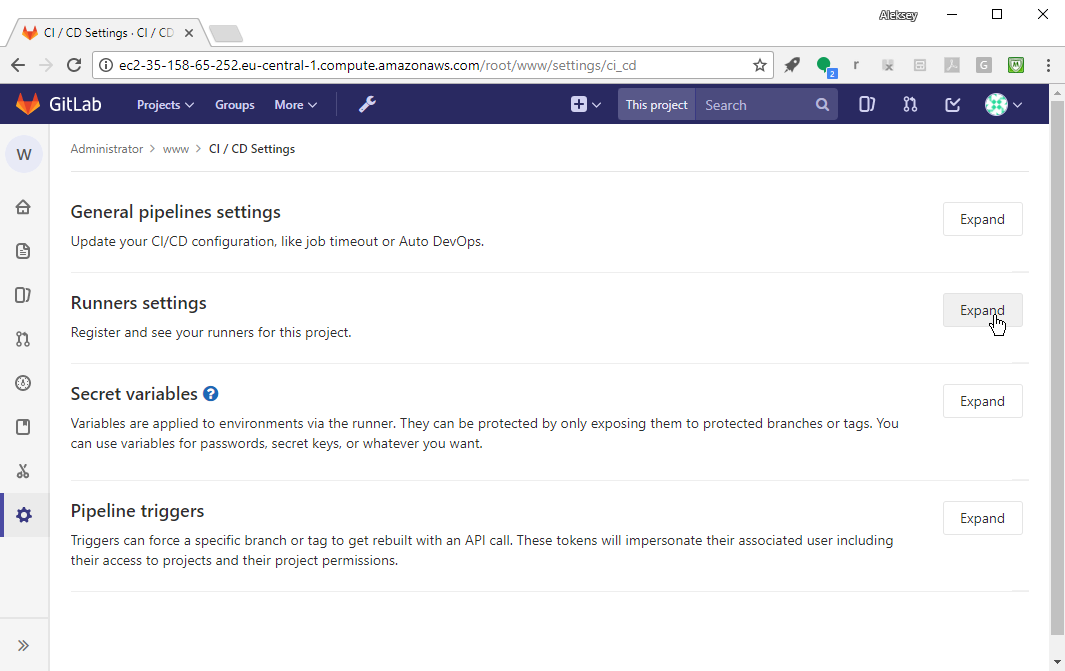 Aleksey
CI / CD Settings · CI / CD
ec2-35-158-65-252.eu-central-1.compute.amazonaws.com/root/www/settings/ci_cd
2
r
G
GitLab
Projects
Groups
More
This project
Search
W
Administrator > www > CI / CD Settings
General pipelines settings
Expand
Update your CI/CD configuration, like job timeout or Auto DevOps.
Runners settings
Expand
Register and see your runners for this project.
Secret variables ?
Expand
Variables are applied to environments via the runner. They can be protected by only exposing them to protected branches or tags. You
can use variables for passwords, secret keys, or whatever you want.
Pipeline triggers
Expand
Triggers can force a specific branch or tag to get rebuilt with an API call. These tokens will impersonate their associated user including
their access to projects and their project permissions.